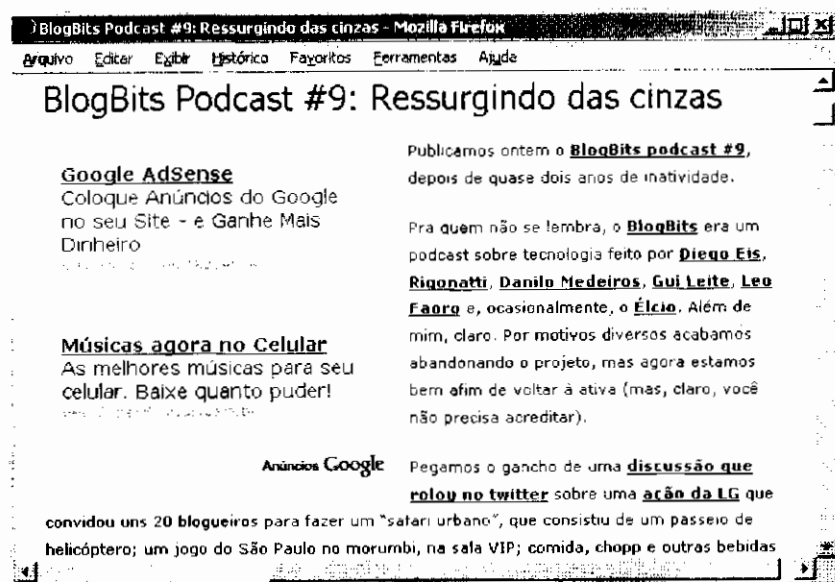 BlogBits Podcast #9: Ressurgindo das cinzas - Mozilla Firefox
Arquivo Editar Exibir Histórico Favoritos Ferramentas Ajuda
BlogBits Podcast #9: Ressurgindo das cinzas
Google AdSense
Coloque Anúncios do Google
no seu Site - e Ganhe Mais
Dinheiro
Músicas agora no Celular
As melhores músicas para seu
celular. Baixe quanto puder!
Anúncios Google
Publicamos ontem o BlogBits podcast #9,
depois de quase dois anos de inatividade.
Pra quem não se lembra, o BlogBits era um
podcast sobre tecnologia feito por Diego Eis,
Rigonatti, Danilo Medeiros, Gui Leite, Leo
Faoro e, ocasionalmente, o Élcio. Além de
mim, claro. Por motivos diversos acabamos
abandonando o projeto, mas agora estamos
bem afim de voltar à ativa (mas, claro, você
não precisa acreditar).
Pegamos o gancho de uma discussão que
rolou no twitter sobre uma ação da LG que
convidou uns 20 blogueiros para fazer um "safari urbano", que consistiu de um passeio de
helicóptero; um jogo do São Paulo no morumbi, na sala VIP; comida, chopp e outras bebidas